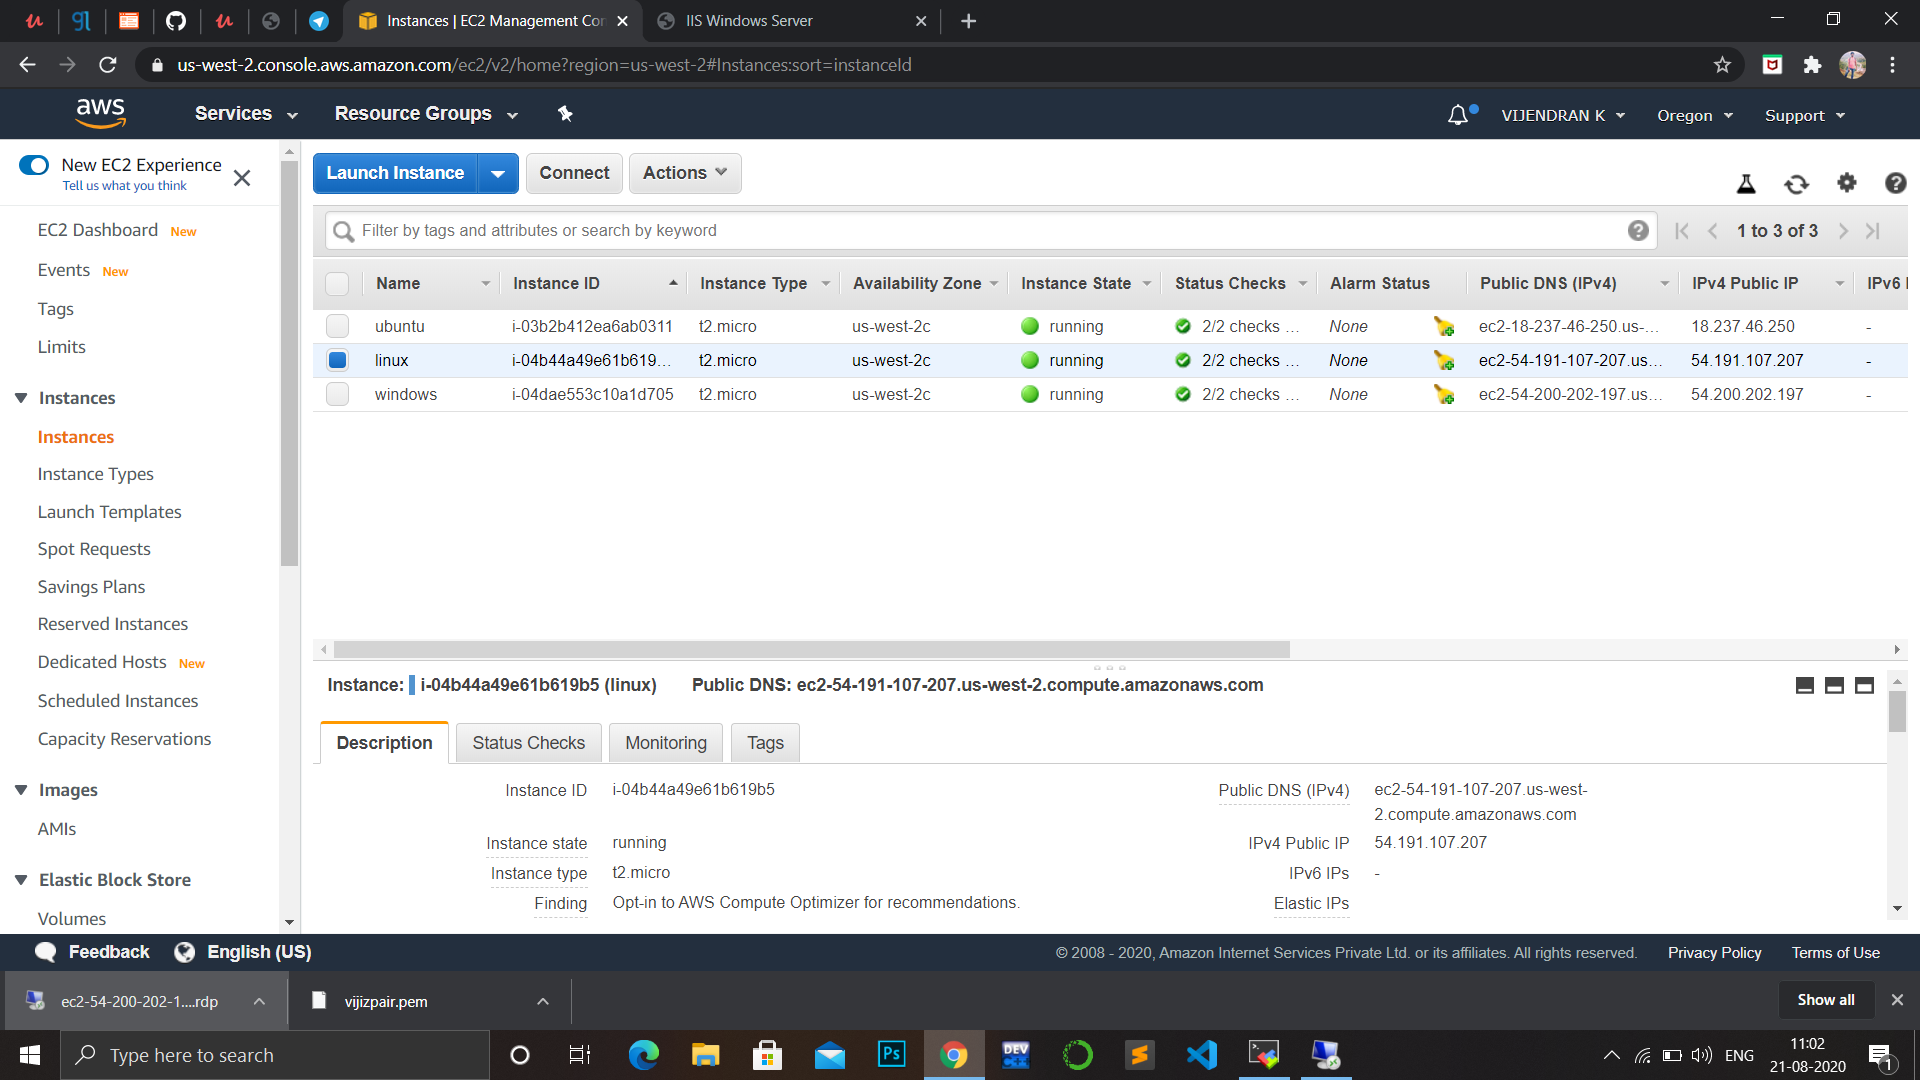 Instances | EC2 Management Con
IIS Windows Server
us-west-2.console.aws.amazon.com/ec2/v2/home?region=us-west-2#Instances:sort=instanceId
aws
Services
Resource Groups
VIJENDRAN K
Oregon
Support
New EC2 Experience
Tell us what you think
EC2 Dashboard New
Events New
Tags
Limits
Instances
Instances
Instance Types
Launch Templates
Spot Requests
Savings Plans
Reserved Instances
Dedicated Hosts New
Scheduled Instances
Capacity Reservations
Images
AMIs
Elastic Block Store
Volumes
Launch Instance
Connect
Actions
Filter by tags and attributes or search by keyword
1 to 3 of 3
Name Instance ID Instance Type Availability Zone Instance State Status Checks Alarm Status Public DNS (IPv4) IPv4 Public IP IPv6 I
ubuntu i-03b2b412ea6ab0311 t2.micro us-west-2c running 2/2 checks ... None ec2-18-237-46-250.us-... 18.237.46.250 -
linux i-04b44a49e61b619... t2.micro us-west-2c running 2/2 checks ... None ec2-54-191-107-207.us... 54.191.107.207 -
windows i-04dae553c10a1d705 t2.micro us-west-2c running 2/2 checks ... None ec2-54-200-202-197.us... 54.200.202.197 -
Instance: i-04b44a49e61b619b5 (linux) Public DNS: ec2-54-191-107-207.us-west-2.compute.amazonaws.com
Description
Status Checks
Monitoring
Tags
Instance ID i-04b44a49e61b619b5
Instance state running
Instance type t2.micro
Finding Opt-in to AWS Compute Optimizer for recommendations.
Public DNS (IPv4) ec2-54-191-107-207.us-west-
2.compute.amazonaws.com
IPv4 Public IP 54.191.107.207
IPv6 IPs -
Elastic IPs
Feedback
English (US)
© 2008 - 2020, Amazon Internet Services Private Ltd. or its affiliates. All rights reserved.
Privacy Policy
Terms of Use
ec2-54-200-202-1....rdp
vijizpair.pem
Show all
Type here to search
Ps
DEV
C++
ENG
11:02
21-08-2020
1